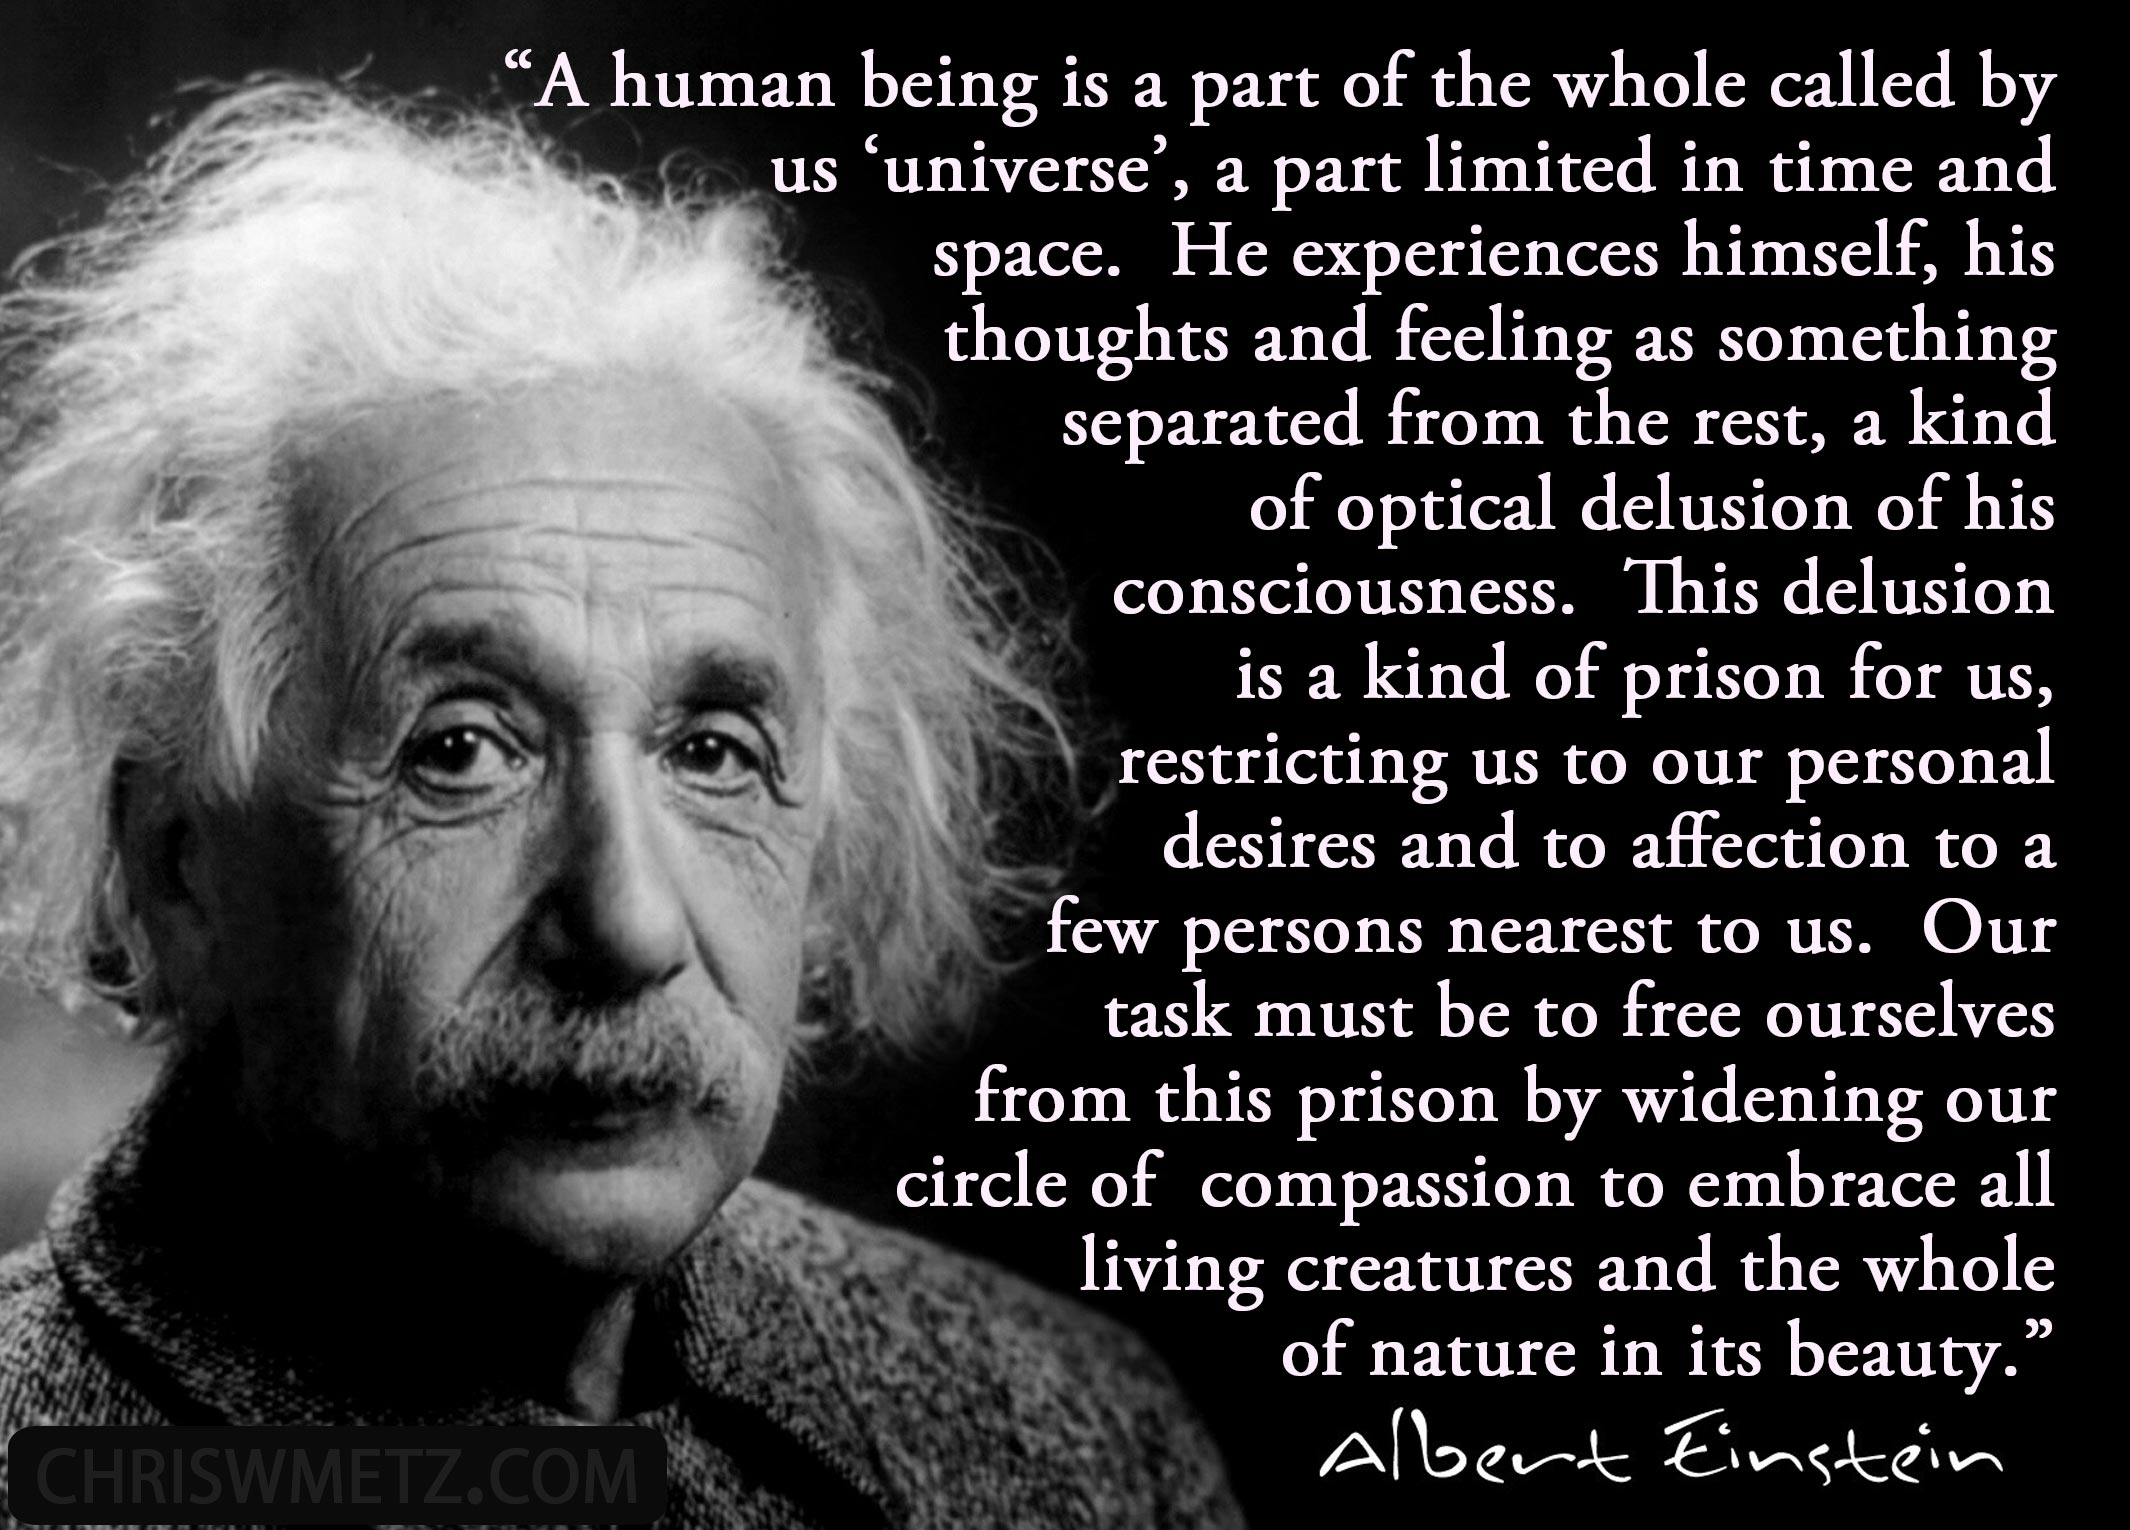 “A human being is a part of the whole called by
us ‘universe’, a part limited in time and
space.  He experiences himself, his
thoughts and feeling as something
separated from the rest, a kind
of optical delusion of his
consciousness.  This delusion
is a kind of prison for us,
restricting us to our personal
desires and to affection to a
few persons nearest to us.  Our
task must be to free ourselves
from this prison by widening our
circle of  compassion to embrace all
living creatures and the whole
of nature in its beauty.”
Albert Einstein
CHRISWMETZ.COM